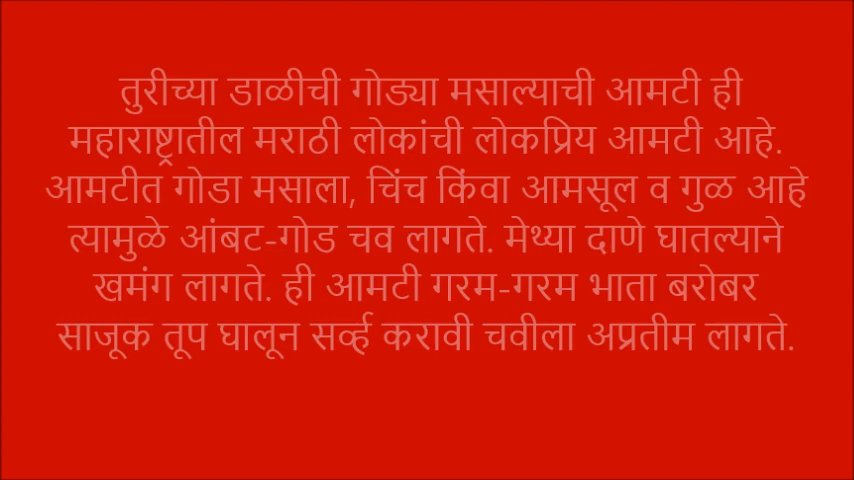 तुरीच्या डाळीची गोड्या मसाल्याची आमटी ही
महाराष्ट्रातील मराठी लोकांची लोकप्रिय आमटी आहे.
आमटीत गोडा मसाला, चिंच किंवा आमसूल व गुळ आहे
त्यामुळे आंबट-गोड चव लागते. मेथ्या दाणे घातल्याने
खमंग लागते. ही आमटी गरम-गरम भाता बरोबर
साजूक तूप घालून सर्व्ह करावी चवीला अप्रतीम लागते.